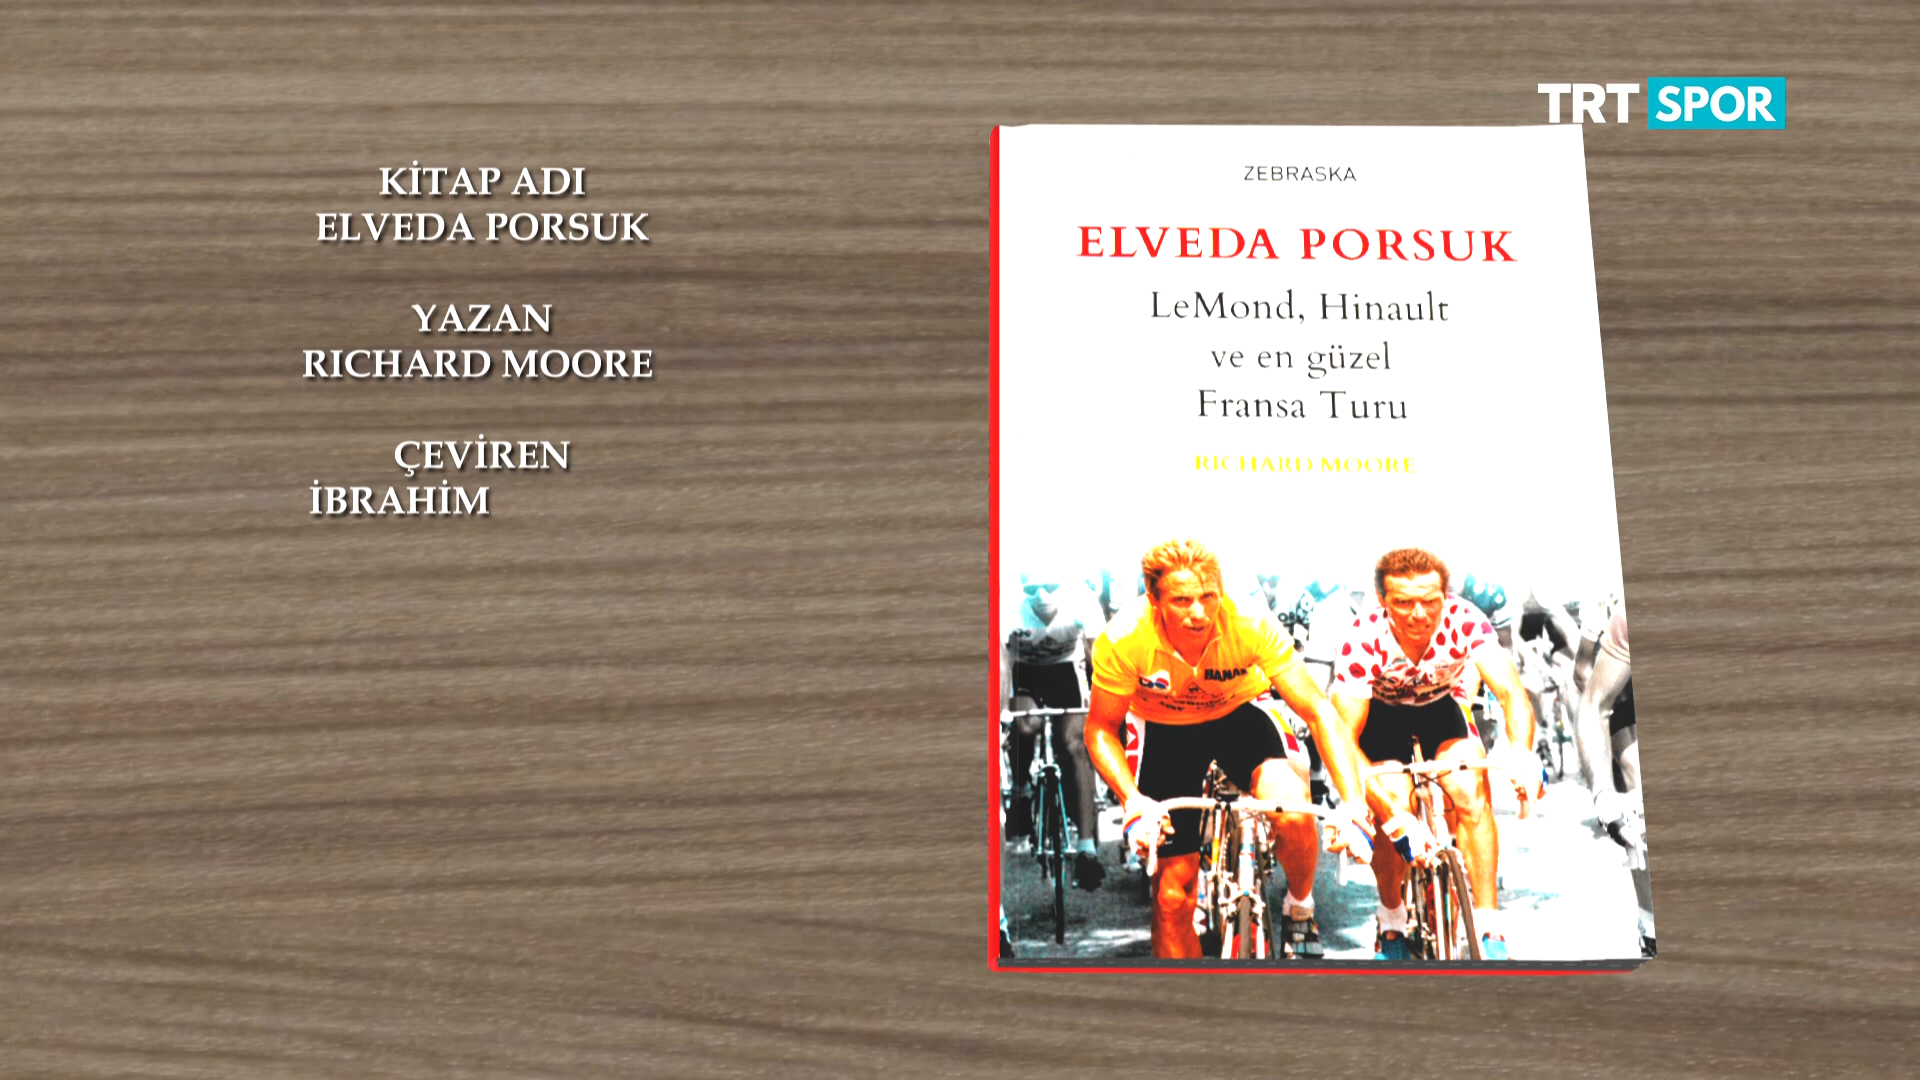 KİTAP ADI
ELVEDA PORSUK
YAZAN
RICHARD MOORE
ÇEVİREN
İBRAHİM
TRT SPOR
ZEBRASKA
ELVEDA PORSUK
LeMond, Hinault
ve en güzel
Fransa Turu
RICHARD MOORE